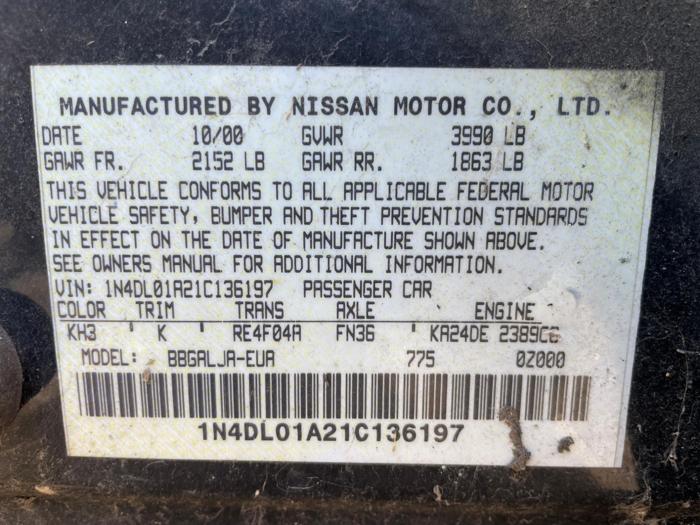 MANUFACTURED BY NISSAN MOTOR CO., LTD.
DATE 10/00 GVWR 3990 LB
GAWR FR. 2152 LB GAWR RR. 1863 LB
THIS VEHICLE CONFORMS TO ALL APPLICABLE FEDERAL MOTOR
VEHICLE SAFETY, BUMPER AND THEFT PREVENTION STANDARDS
IN EFFECT ON THE DATE OF MANUFACTURE SHOWN ABOVE.
SEE OWNERS MANUAL FOR ADDITIONAL INFORMATION.
VIN: 1N4DL01A21C136197 PASSENGER CAR
COLOR TRIM TRANS AXLE ENGINE
KH3 ' K ' RE4F04A FN36 ' KA24DE 2389CC
MODEL: BBGALJA-EUA 775 0Z000
1N4DL01A21C136197